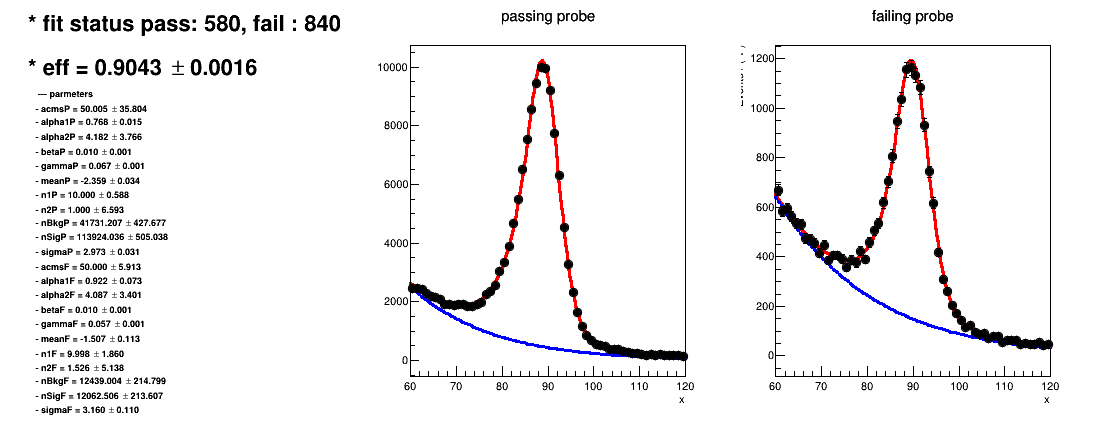 * fit status pass: 580, fail : 840
* eff = 0.9043 ± 0.0016
--- parmeters
- acmsP = 50.005 ± 35.804
- alpha1P = 0.768 ± 0.015
- alpha2P = 4.182 ± 3.766
- betaP = 0.010 ± 0.001
- gammaP = 0.067 ± 0.001
- meanP = -2.359 ± 0.034
- n1P = 10.000 ± 0.588
- n2P = 1.000 ± 6.593
- nBkgP = 41731.207 ± 427.677
- nSigP = 113924.036 ± 505.038
- sigmaP = 2.973 ± 0.031
- acmsF = 50.000 ± 5.913
- alpha1F = 0.922 ± 0.073
- alpha2F = 4.087 ± 3.401
- betaF = 0.010 ± 0.001
- gammaF = 0.057 ± 0.001
- meanF = -1.507 ± 0.113
- n1F = 9.998 ± 1.860
- n2F = 1.526 ± 5.138
- nBkgF = 12439.004 ± 214.799
- nSigF = 12062.506 ± 213.607
- sigmaF = 3.160 ± 0.110
passing probe
10000
8000
6000
4000
2000
0
60 70 80 90 100 110 120
x
failing probe
1200
1000
800
600
400
200
0
60 70 80 90 100 110 120
x